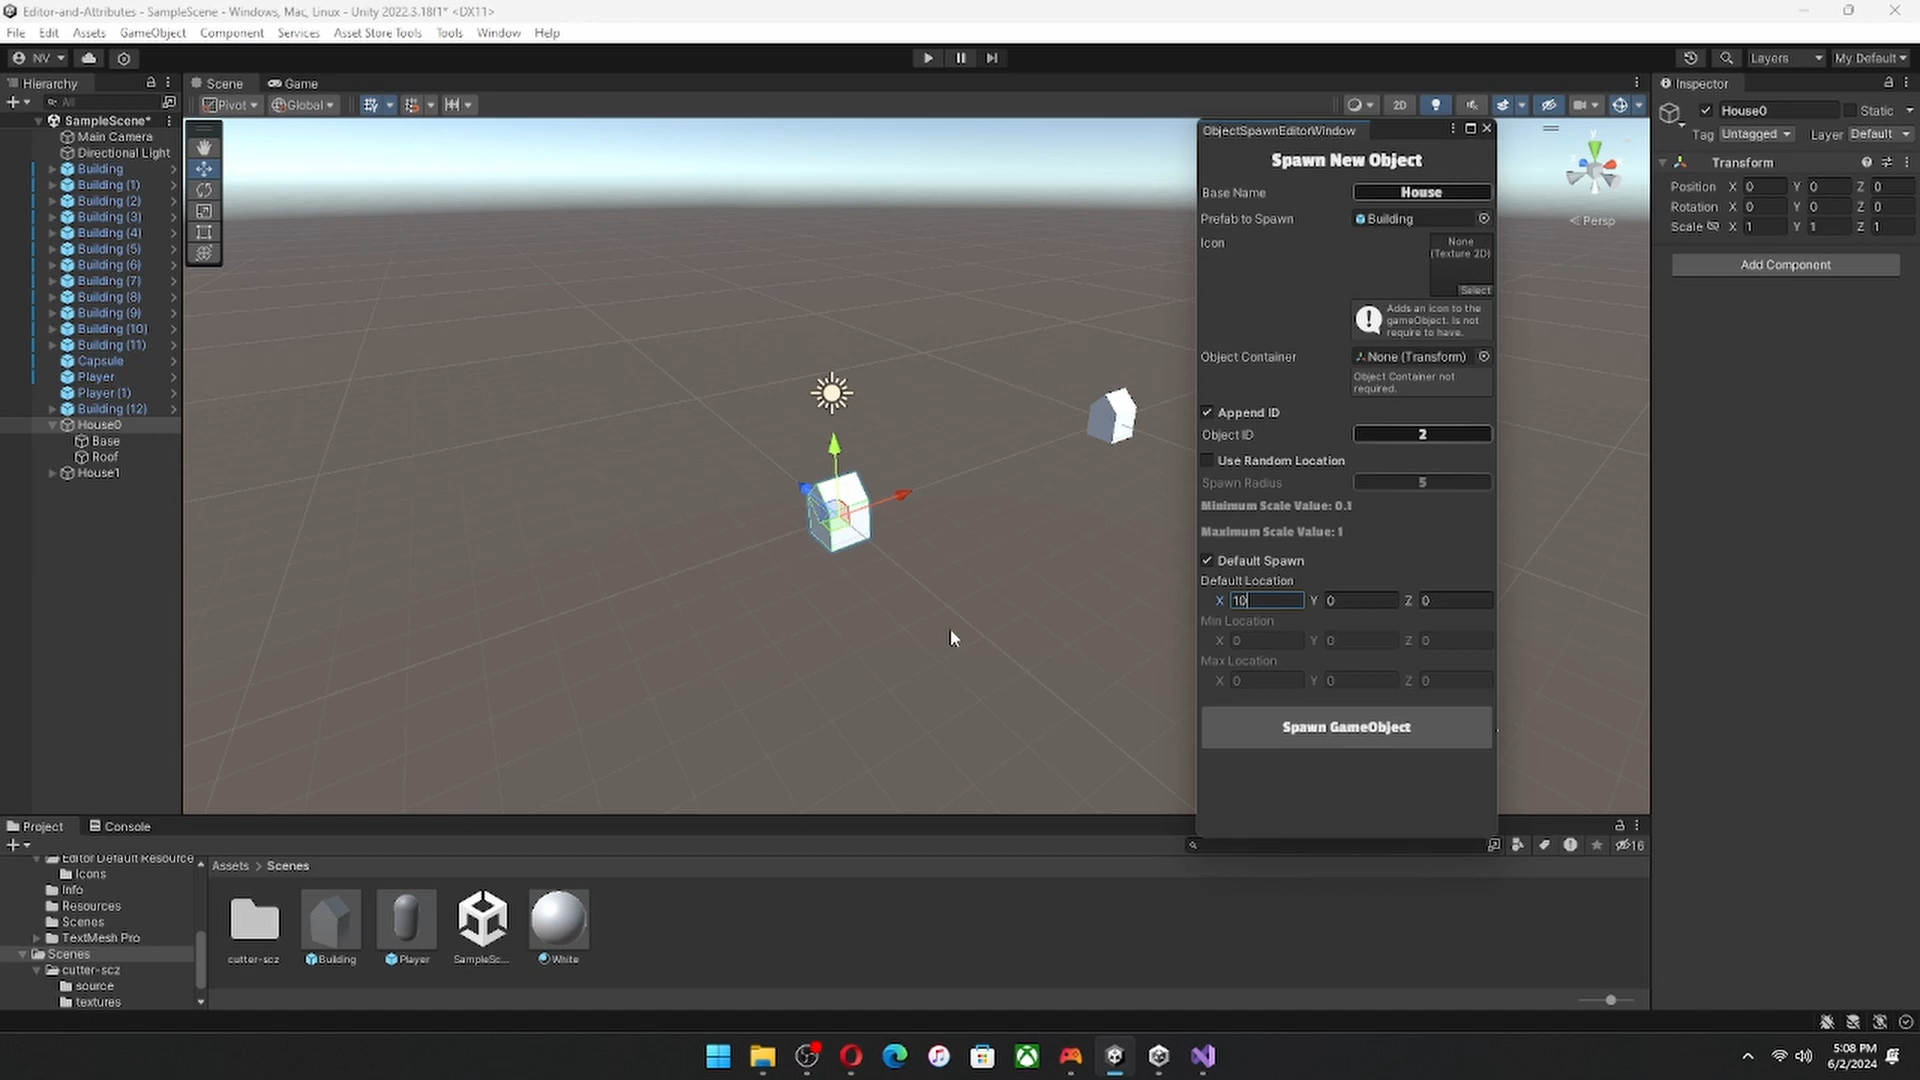 Editor-and-Attributes - SampleScene - Windows, Mac, Linux - Unity 2022.3.18f1* <DX11>
File Edit Assets GameObject Component Services Asset Store Tools Tools Window Help
NV Layers My Default
Hierarchy Scene Game Inspector
All Pivot Global 2D House0 Static
SampleScene*
Main Camera
Directional Light
Building
Building (1)
Building (2)
Building (3)
Building (4)
Building (5)
Building (6)
Building (7)
Building (8)
Building (9)
Building (10)
Building (11)
Capsule
Player
Player (1)
Building (12)
House0
Base
Roof
House1
ObjectSpawnEditorWindow
Spawn New Object
Base Name House
Prefab to Spawn Building
Icon None
(Texture 2D)
Select
Adds an icon to the
gameObject. Is not
require to have.
Object Container None (Transform)
Object Container not
required.
Append ID
Object ID 2
Use Random Location
Spawn Radius 5
Minimum Scale Value: 0.1
Maximum Scale Value: 1
Default Spawn
Default Location
X 10 Y 0 Z 0
Min Location
X 0 Y 0 Z 0
Max Location
X 0 Y 0 Z 0
Spawn GameObject
y
< Persp
Tag Untagged Layer Default
Transform
Position X 0 Y 0 Z 0
Rotation X 0 Y 0 Z 0
Scale X 1 Y 1 Z 1
Add Component
Project Console
16
Editor Default Resource
Icons
Info
Resources
Scenes
TextMesh Pro
Scenes
cutter-scz
source
textures
Assets > Scenes
cutter-scz Building Player SampleSc... White
5:08 PM
6/2/2024